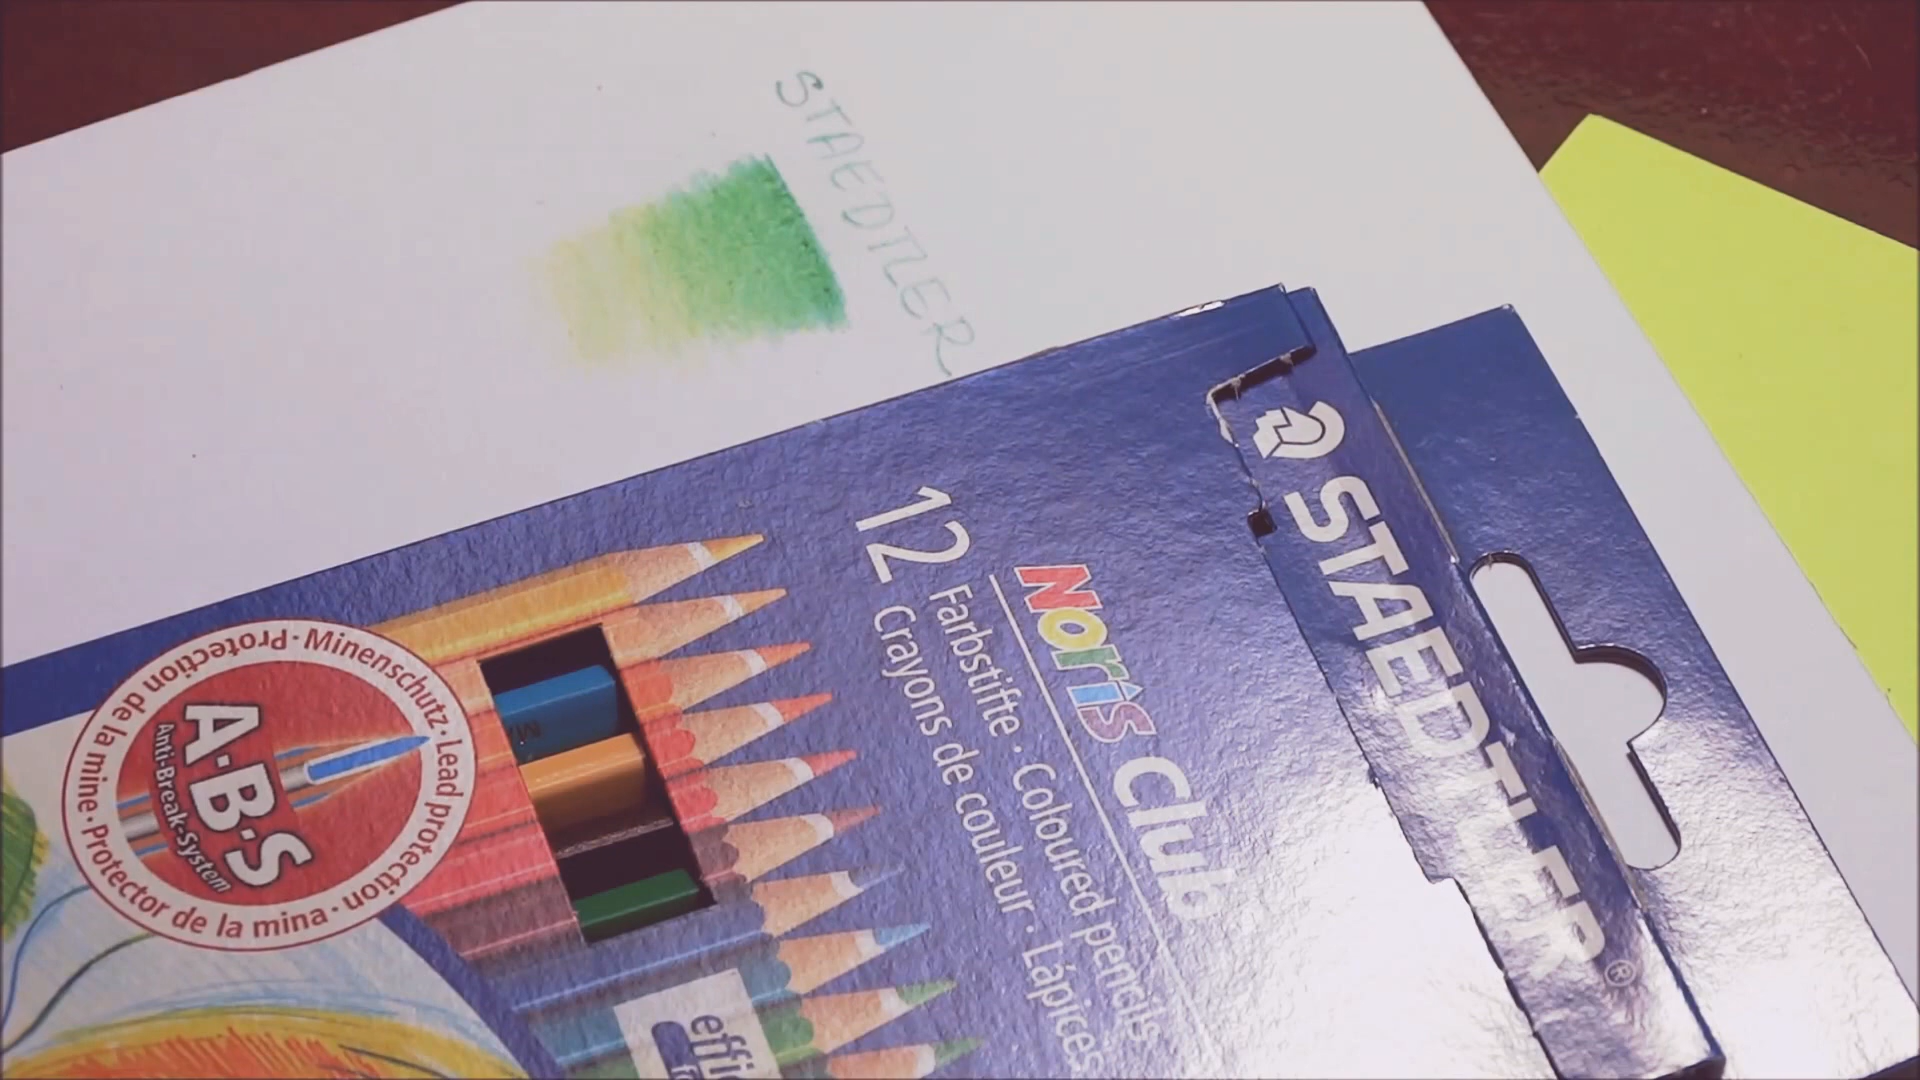 STAEDTLER
STAEDTLER®
Noris Club
12 Farbstifte · Coloured pencils
Crayons de couleur · Lápices
A·B·S
Anti-Break-System
Minenschutz · Lead protection · Protector de la mina · Protection de la mine ·